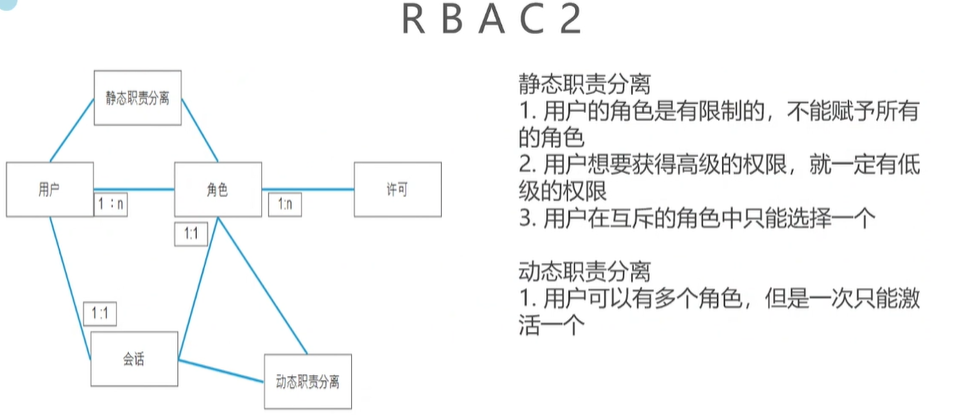 RBAC2
静态职责分离
用户
1：n
角色
1:n
许可
1:1
1:1
会话
动态职责分离
静态职责分离
1. 用户的角色是有限制的，不能赋予所有
的角色
2. 用户想要获得高级的权限，就一定有低
级的权限
3. 用户在互斥的角色中只能选择一个
动态职责分离
1. 用户可以有多个角色，但是一次只能激
活一个